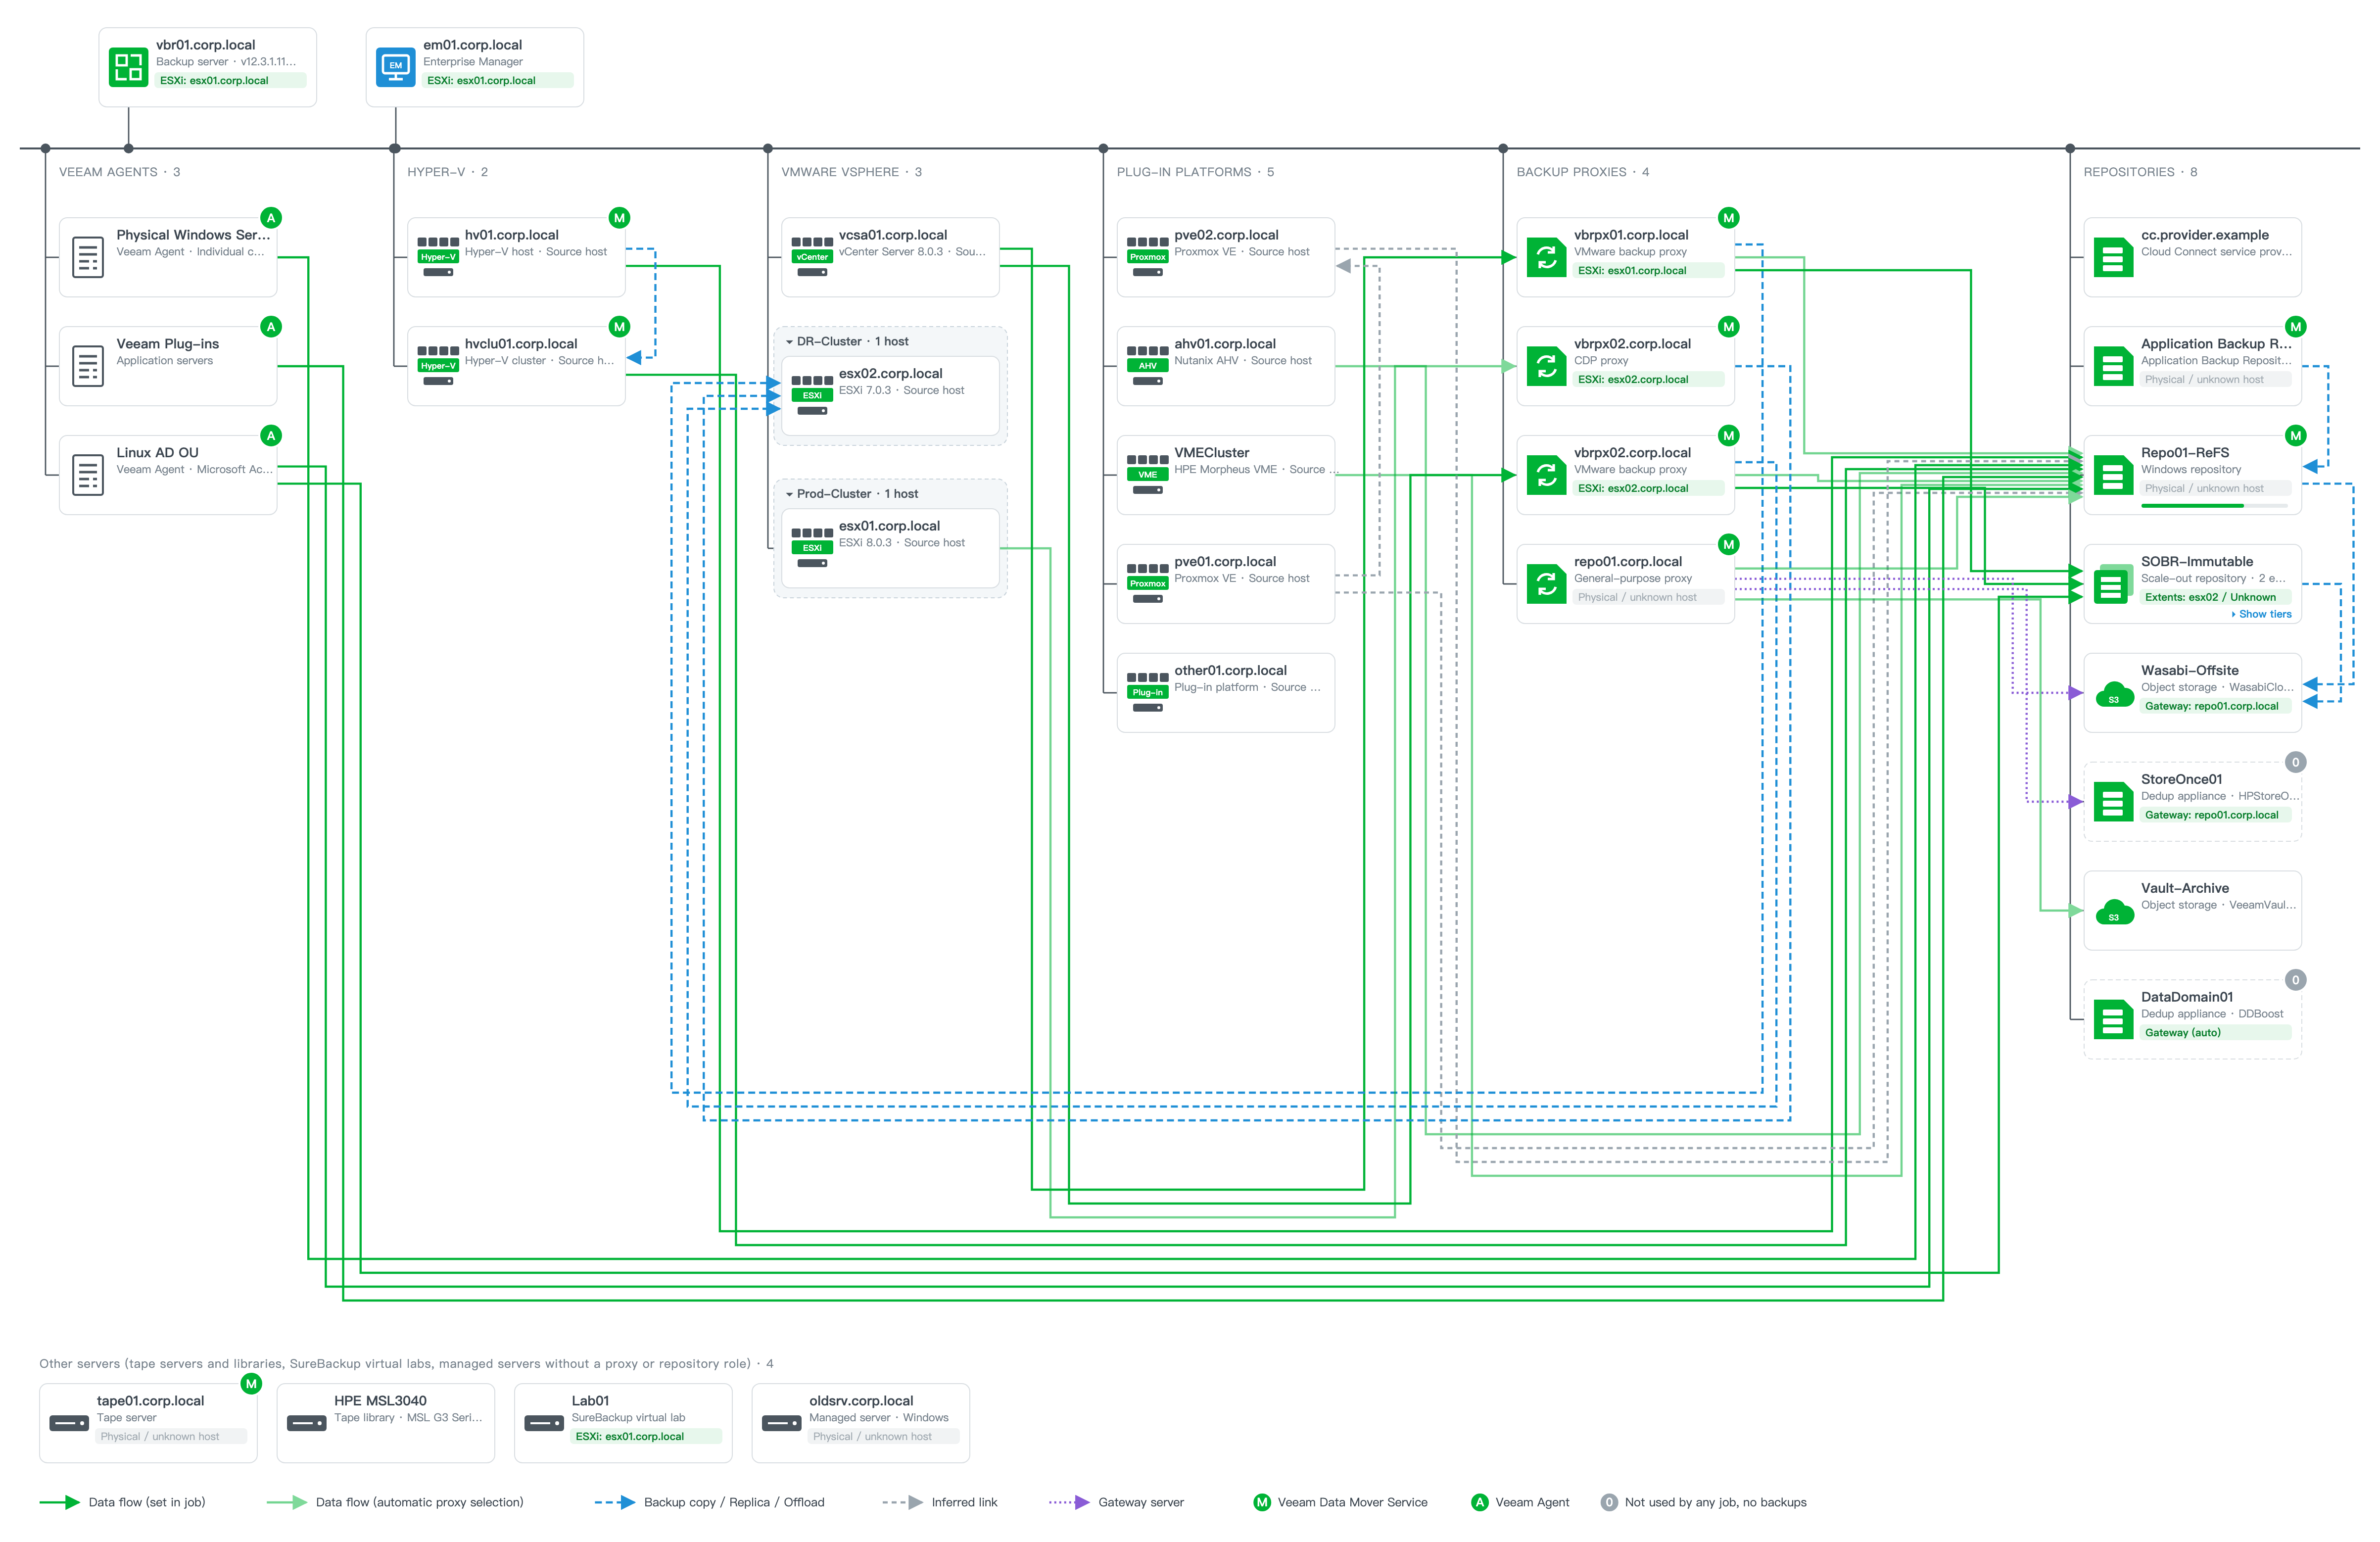 vbr01.corp.local
Backup server · v12.3.1.11...
ESXi: esx01.corp.local
EM
em01.corp.local
Enterprise Manager
ESXi: esx01.corp.local
VEEAM AGENTS · 3
A
Physical Windows Ser...
Veeam Agent · Individual c...
A
Veeam Plug-ins
Application servers
A
Linux AD OU
Veeam Agent · Microsoft Ac...
HYPER-V · 2
M
hv01.corp.local
Hyper-V host · Source host
Hyper-V
M
hvclu01.corp.local
Hyper-V cluster · Source h...
Hyper-V
VMWARE VSPHERE · 3
vcsa01.corp.local
vCenter Server 8.0.3 · Sou...
vCenter
DR-Cluster · 1 host
esx02.corp.local
ESXi 7.0.3 · Source host
ESXi
Prod-Cluster · 1 host
esx01.corp.local
ESXi 8.0.3 · Source host
ESXi
PLUG-IN PLATFORMS · 5
pve02.corp.local
Proxmox VE · Source host
Proxmox
ahv01.corp.local
Nutanix AHV · Source host
AHV
VMECluster
HPE Morpheus VME · Source ...
VME
pve01.corp.local
Proxmox VE · Source host
Proxmox
other01.corp.local
Plug-in platform · Source ...
Plug-in
BACKUP PROXIES · 4
M
vbrpx01.corp.local
VMware backup proxy
ESXi: esx01.corp.local
M
vbrpx02.corp.local
CDP proxy
ESXi: esx02.corp.local
M
vbrpx02.corp.local
VMware backup proxy
ESXi: esx02.corp.local
M
repo01.corp.local
General-purpose proxy
Physical / unknown host
REPOSITORIES · 8
cc.provider.example
Cloud Connect service prov...
M
Application Backup R...
Application Backup Reposit...
Physical / unknown host
M
Repo01-ReFS
Windows repository
Physical / unknown host
SOBR-Immutable
Scale-out repository · 2 e...
Extents: esx02 / Unknown
Show tiers
Wasabi-Offsite
Object storage · WasabiClo...
S3
Gateway: repo01.corp.local
0
StoreOnce01
Dedup appliance · HPStoreO...
Gateway: repo01.corp.local
Vault-Archive
Object storage · VeeamVaul...
S3
0
DataDomain01
Dedup appliance · DDBoost
Gateway (auto)
Other servers (tape servers and libraries, SureBackup virtual labs, managed servers without a proxy or repository role) · 4
M
tape01.corp.local
Tape server
Physical / unknown host
HPE MSL3040
Tape library · MSL G3 Seri...
Lab01
SureBackup virtual lab
ESXi: esx01.corp.local
oldsrv.corp.local
Managed server · Windows
Physical / unknown host
Data flow (set in job)
Data flow (automatic proxy selection)
Backup copy / Replica / Offload
Inferred link
Gateway server
M Veeam Data Mover Service
A Veeam Agent
0 Not used by any job, no backups